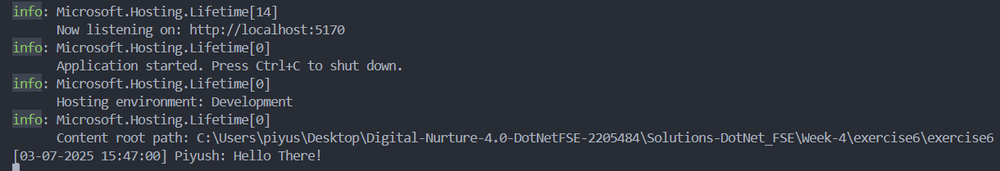 info: Microsoft.Hosting.Lifetime[14]
Now listening on: http://localhost:5170
info: Microsoft.Hosting.Lifetime[0]
Application started. Press Ctrl+C to shut down.
info: Microsoft.Hosting.Lifetime[0]
Hosting environment: Development
info: Microsoft.Hosting.Lifetime[0]
Content root path: C:\Users\piyus\Desktop\Digital-Nurture-4.0-DotNetFSE-2205484\Solutions-DotNet_FSE\Week-4\exercise6\exercise6
[03-07-2025 15:47:00] Piyush: Hello There!